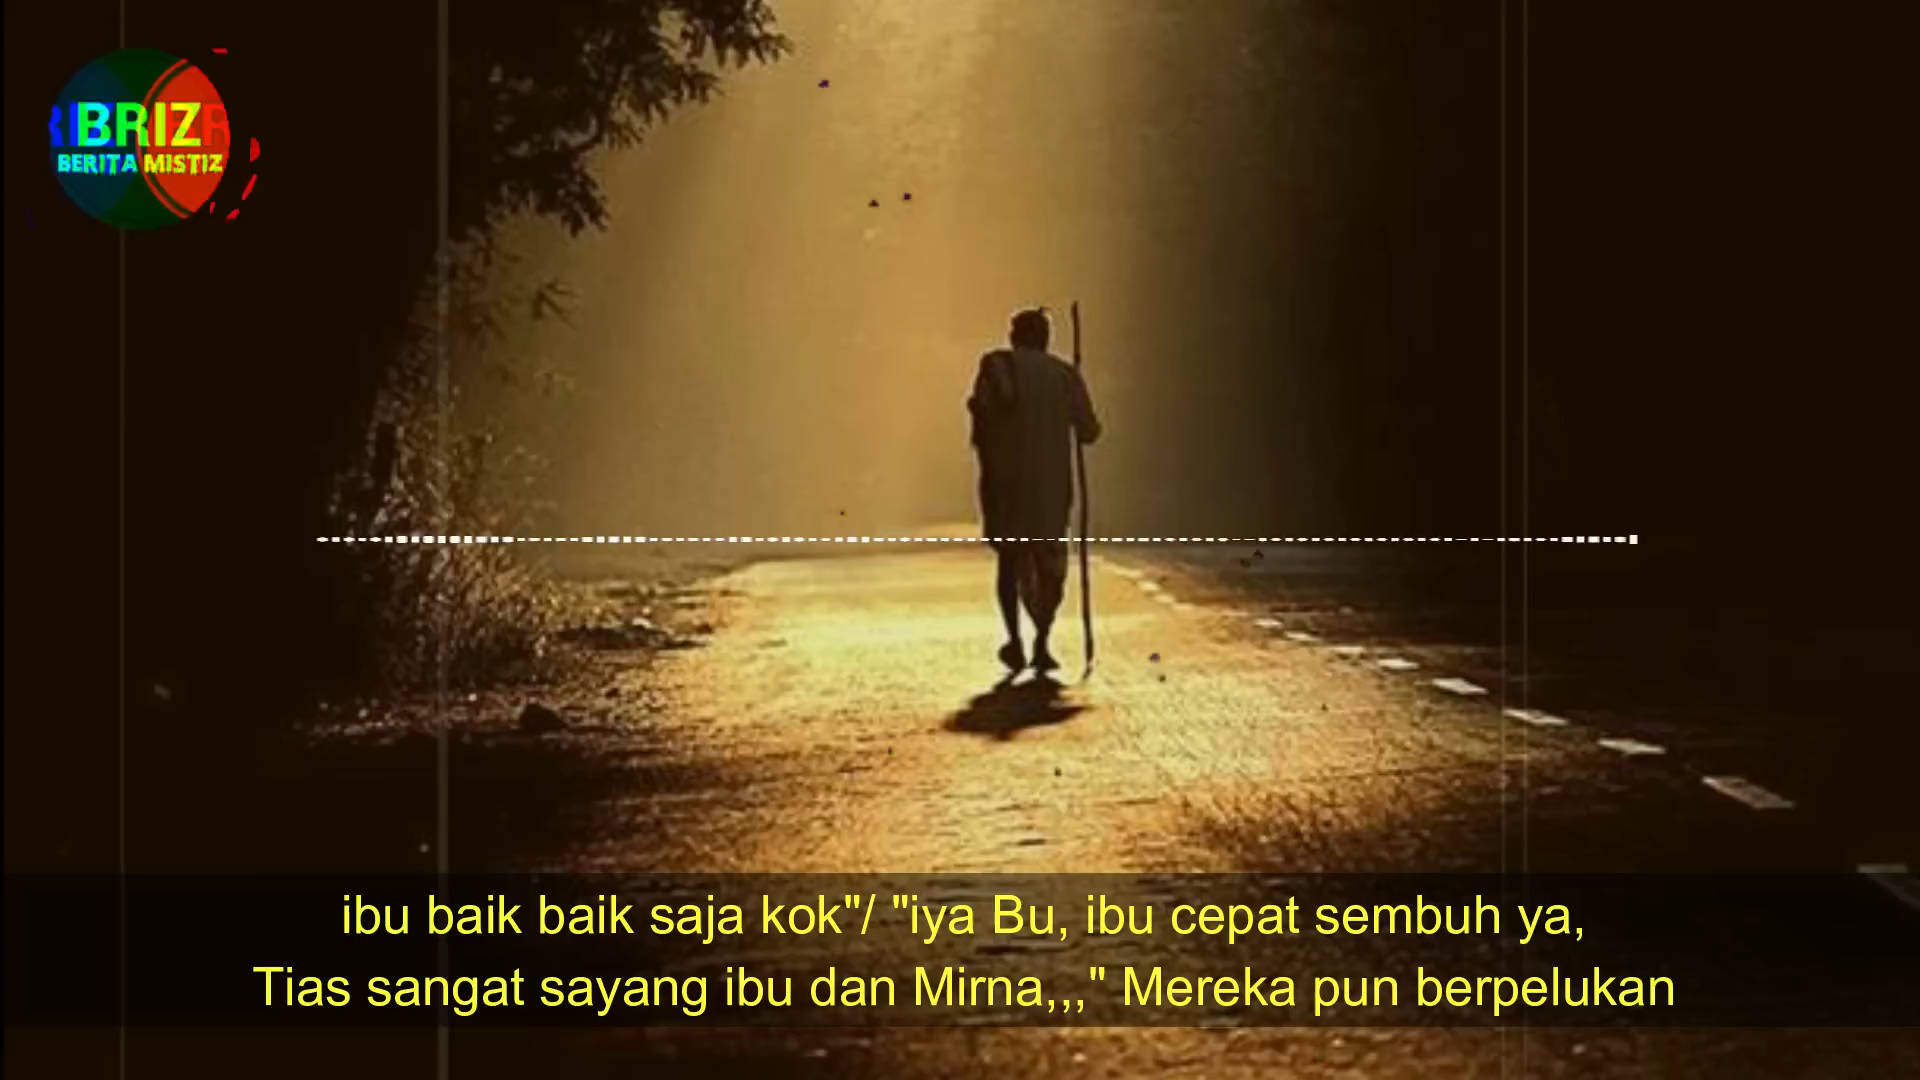 BRIZ
BERITA MISTIZ
ibu baik baik saja kok"/ "iya Bu, ibu cepat sembuh ya,
Tias sangat sayang ibu dan Mirna,,," Mereka pun berpelukan